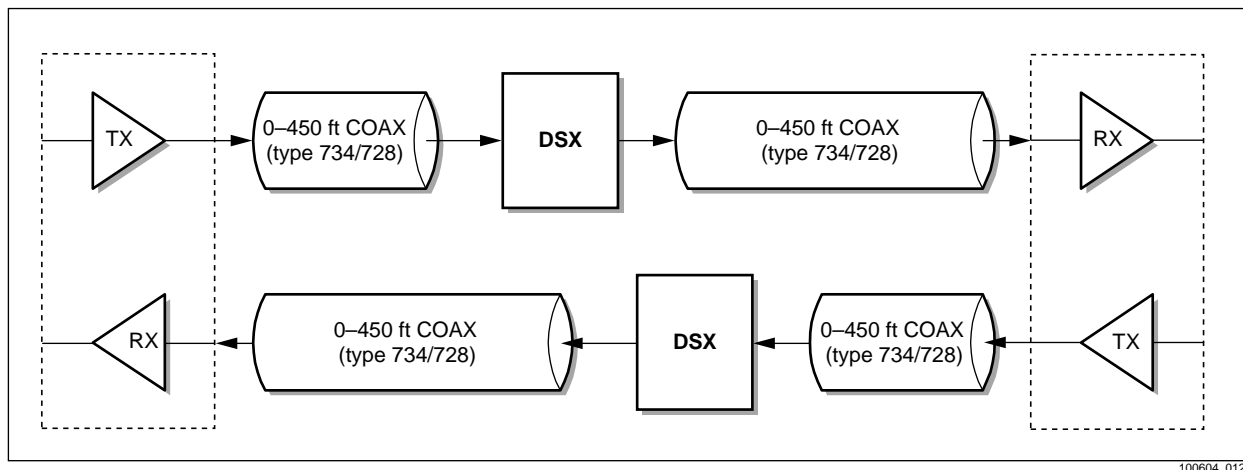 TX
0–450 ft COAX
(type 734/728)
DSX
0–450 ft COAX
(type 734/728)
RX
RX
0–450 ft COAX
(type 734/728)
DSX
0–450 ft COAX
(type 734/728)
TX
100604_012